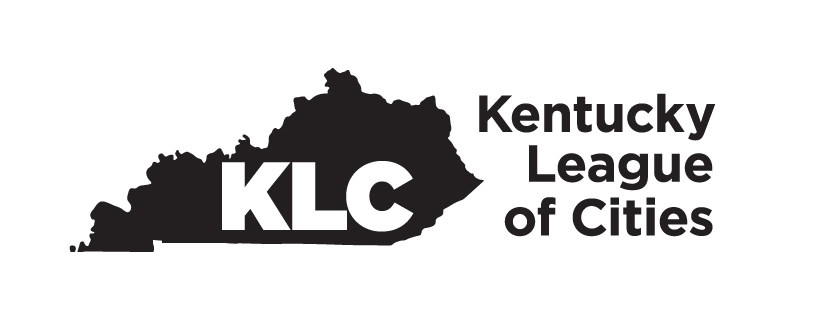 KLC
Kentucky
League
of Cities